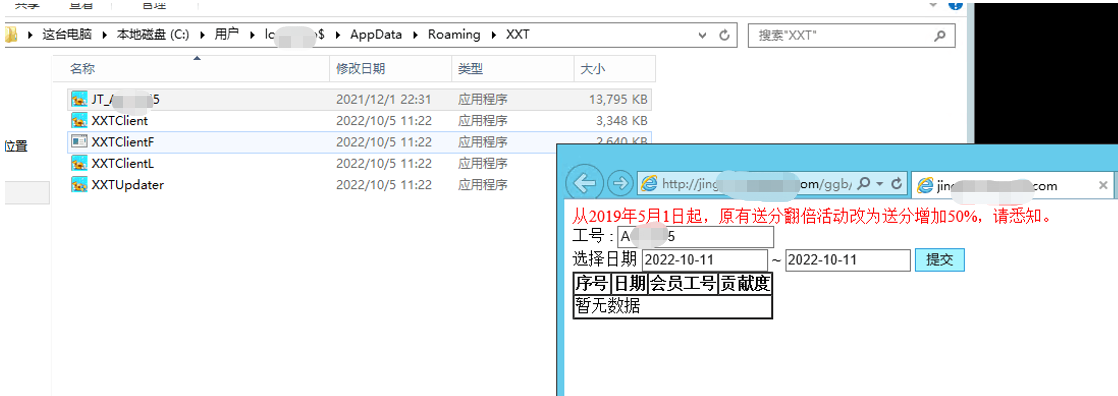 共享 查看 管理
这台电脑 本地磁盘 (C:) 用户 lo $ AppData Roaming XXT
搜索"XXT"
名称 修改日期 类型 大小
JT_ 5 2021/12/1 22:31 应用程序 13,795 KB
XXTClient 2022/10/5 11:22 应用程序 3,348 KB
XXTClientF 2022/10/5 11:22 应用程序 2,640 KB
XXTClientL 2022/10/5 11:22 应用程序
XXTUpdater 2022/10/5 11:22 应用程序
位置
http://jing om/ggb/
jing com
从2019年5月1日起，原有送分翻倍活动改为送分增加50%，请悉知。
工号 : A 5
选择日期 2022-10-11 ~ 2022-10-11 提交
序号 日期 会员工号 贡献度
暂无数据